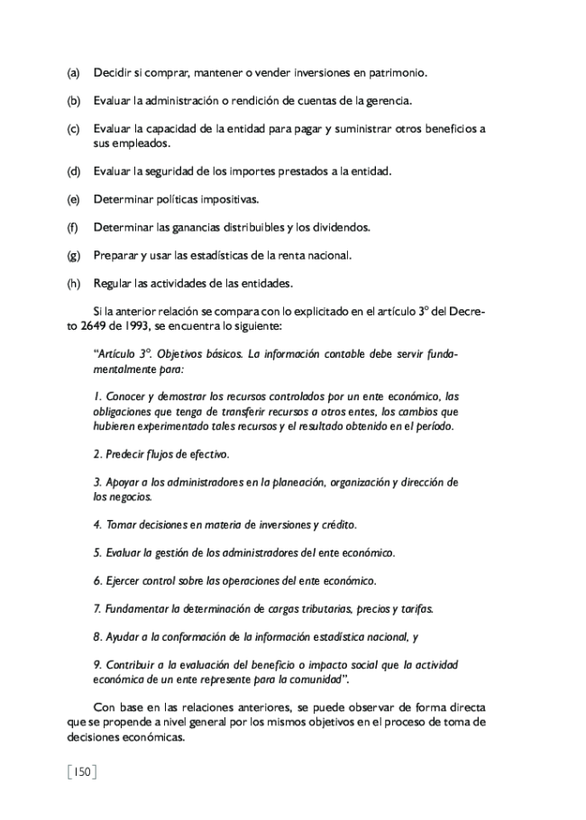 (a) Decidir si comprar, mantener o vender inversiones en patrimonio.
(b) Evaluar la administración o rendición de cuentas de la gerencia.
(c) Evaluar la capacidad de la entidad para pagar y suministrar otros beneficios a
sus empleados.
(d) Evaluar la seguridad de los importes prestados a la entidad.
(e) Determinar políticas impositivas.
(f) Determinar las ganancias distribuibles y los dividendos.
(g) Preparar y usar las estadísticas de la renta nacional.
(h) Regular las actividades de las entidades.
Si la anterior relación se compara con lo explicitado en el artículo 3º del Decre-
to 2649 de 1993, se encuentra lo siguiente:
“Artículo 3º. Objetivos básicos. La información contable debe servir funda-
mentalmente para:
1. Conocer y demostrar los recursos controlados por un ente económico, las
obligaciones que tenga de transferir recursos a otros entes, los cambios que
hubieren experimentado tales recursos y el resultado obtenido en el período.
2. Predecir flujos de efectivo.
3. Apoyar a los administradores en la planeación, organización y dirección de
los negocios.
4. Tomar decisiones en materia de inversiones y crédito.
5. Evaluar la gestión de los administradores del ente económico.
6. Ejercer control sobre las operaciones del ente económico.
7. Fundamentar la determinación de cargas tributarias, precios y tarifas.
8. Ayudar a la conformación de la información estadística nacional, y
9. Contribuir a la evaluación del beneficio o impacto social que la actividad
económica de un ente represente para la comunidad”.
Con base en las relaciones anteriores, se puede observar de forma directa
que se propende a nivel general por los mismos objetivos en el proceso de toma de
decisiones económicas.
[150]